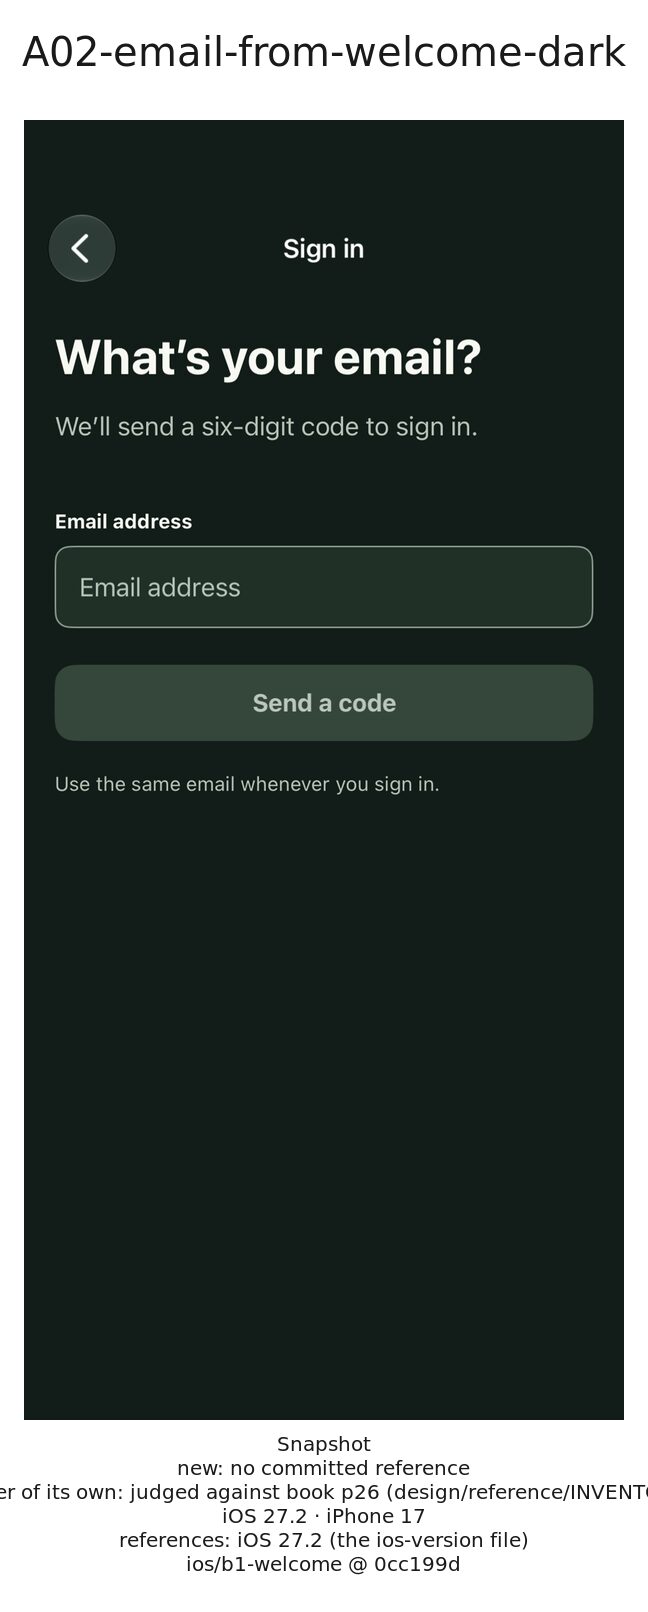 A02-email-from-welcome-dark
Sign in
What’s your email?
We’ll send a six-digit code to sign in.
Email address
Email address
Send a code
Use the same email whenever you sign in.
Snapshot
new: no committed reference
of its own: judged against book p26 (design/reference/
iOS 27.2 · iPhone 17
references: iOS 27.2 (the ios-version file)
ios/b1-welcome @ 0cc199d